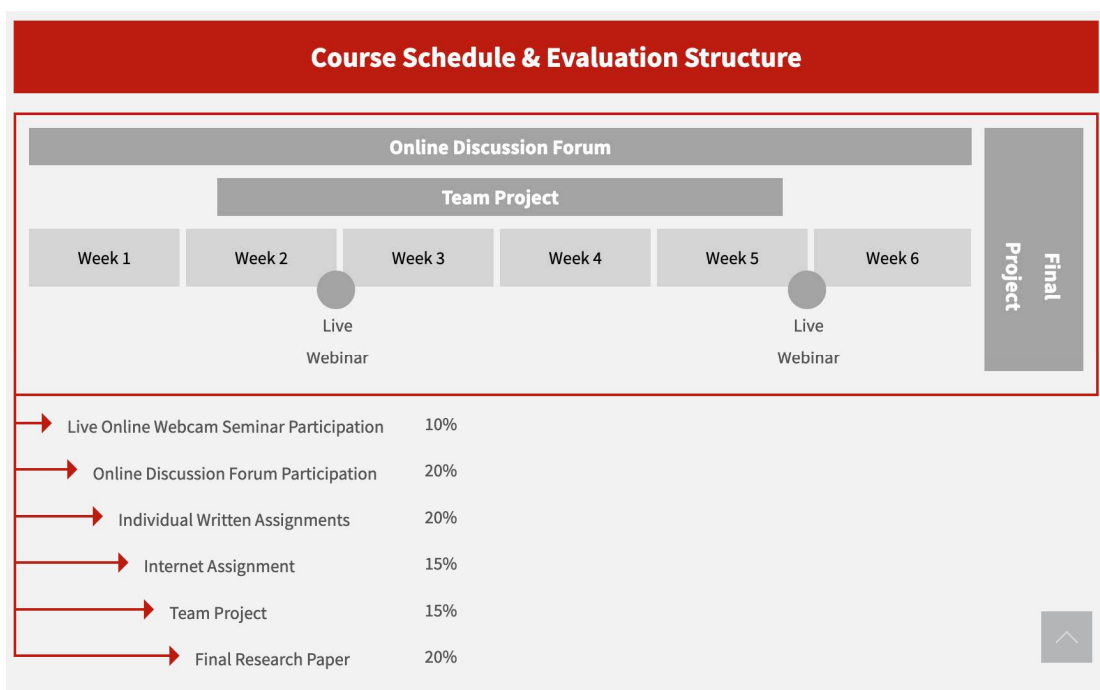 Course Schedule & Evaluation Structure
Online Discussion Forum
Team Project
Week 1 Week 2 Week 3 Week 4 Week 5 Week 6
Final
Project
Live
Webinar
Live
Webinar
Live Online Webcam Seminar Participation 10%
Online Discussion Forum Participation 20%
Individual Written Assignments 20%
Internet Assignment 15%
Team Project 15%
Final Research Paper 20%